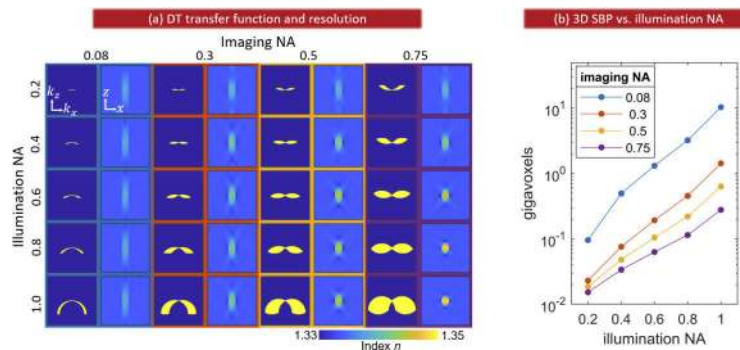 (a) DT transfer function and resolution
Imaging NA
0.08 0.3 0.5 0.75
Illumination NA
0.2
0.4
0.6
0.8
1.0
k_z
k_x
z
x
1.33 1.35
Index n
(b) 3D SBP vs. illumination NA
imaging NA
0.08
0.3
0.5
0.75
gigavoxels
10^1
10^0
10^-1
10^-2
0.2 0.4 0.6 0.8 1
illumination NA